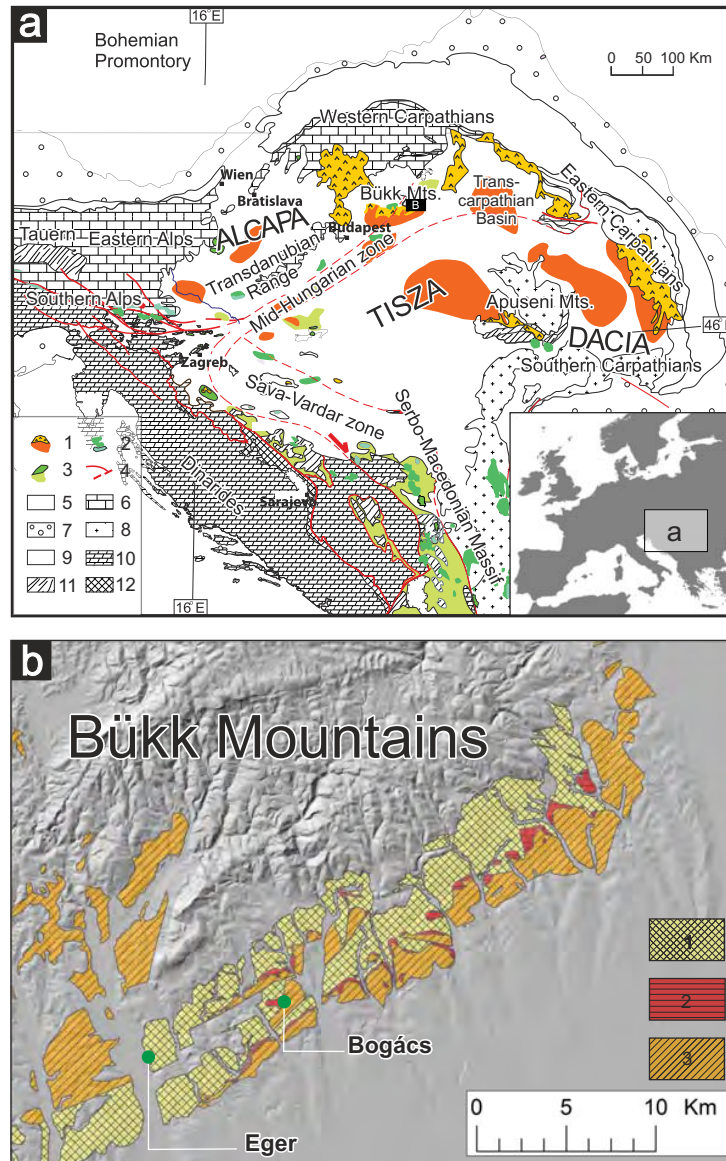 a
16°E
Bohemian
Promontory
0 50 100 Km
Western Carpathians
Wien
Bratislava
Bükk Mts.
B
Trans-
carpathian
Basin
Eastern Carpathians
ALCAPA
Budapest
Tauern
Eastern Alps
Transdanubian
Range
Mid-Hungarian zone
Southern Alps
TISZA
Apuseni Mts.
46
DACIA
Southern Carpathians
Zagreb
Sava-Vardar zone
Serbo-Macedonian Massif
Dinarides
Sarajevo
1 2
3 4
5 6
7 8
9 10
11 12
16°E
a
b
Bükk Mountains
1
2
3
Bogács
Eger
0 5 10 Km